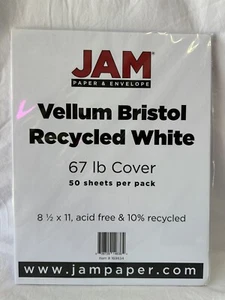 JAM®
PAPER & ENVELOPE
Vellum Bristol
Recycled White
67 lb Cover
50 sheets per pack
8 ½ x 11, acid free & 10% recycled
www.jampaper.com